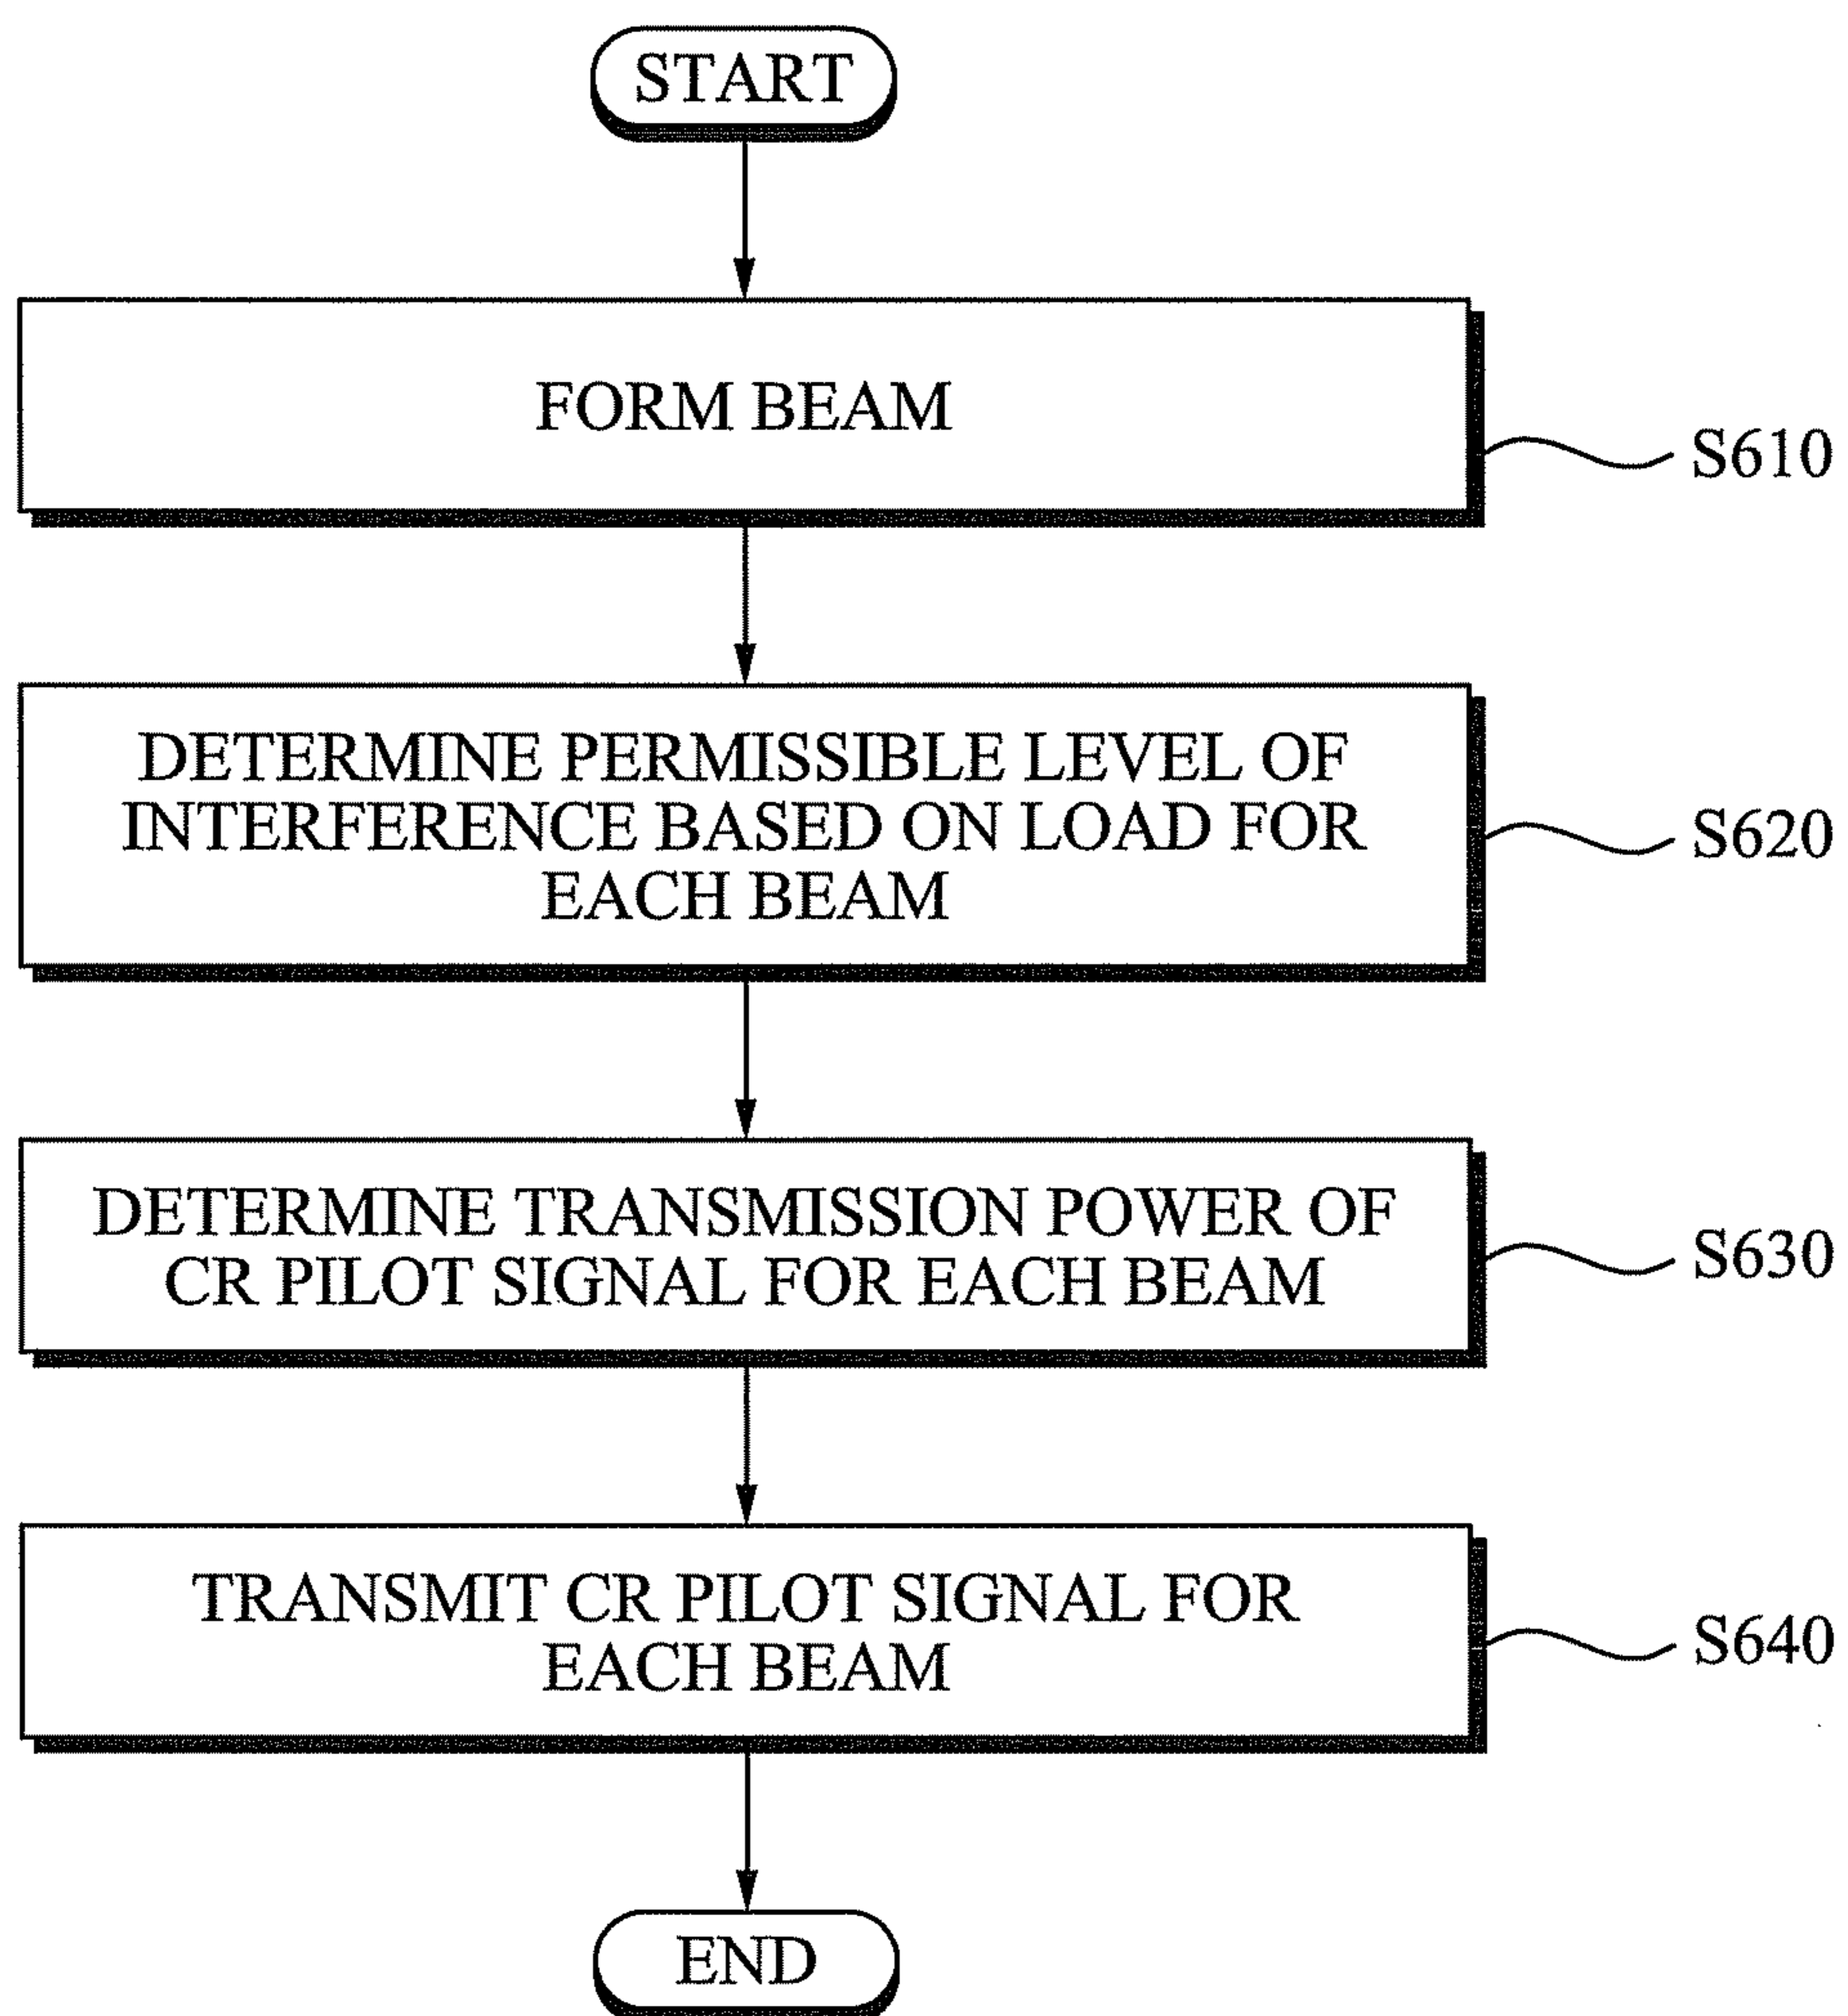 START
FORM BEAM
S610
DETERMINE PERMISSIBLE LEVEL OF
INTERFERENCE BASED ON LOAD FOR
EACH BEAM
S620
DETERMINE TRANSMISSION POWER OF
CR PILOT SIGNAL FOR EACH BEAM
S630
TRANSMIT CR PILOT SIGNAL FOR
EACH BEAM
S640
END